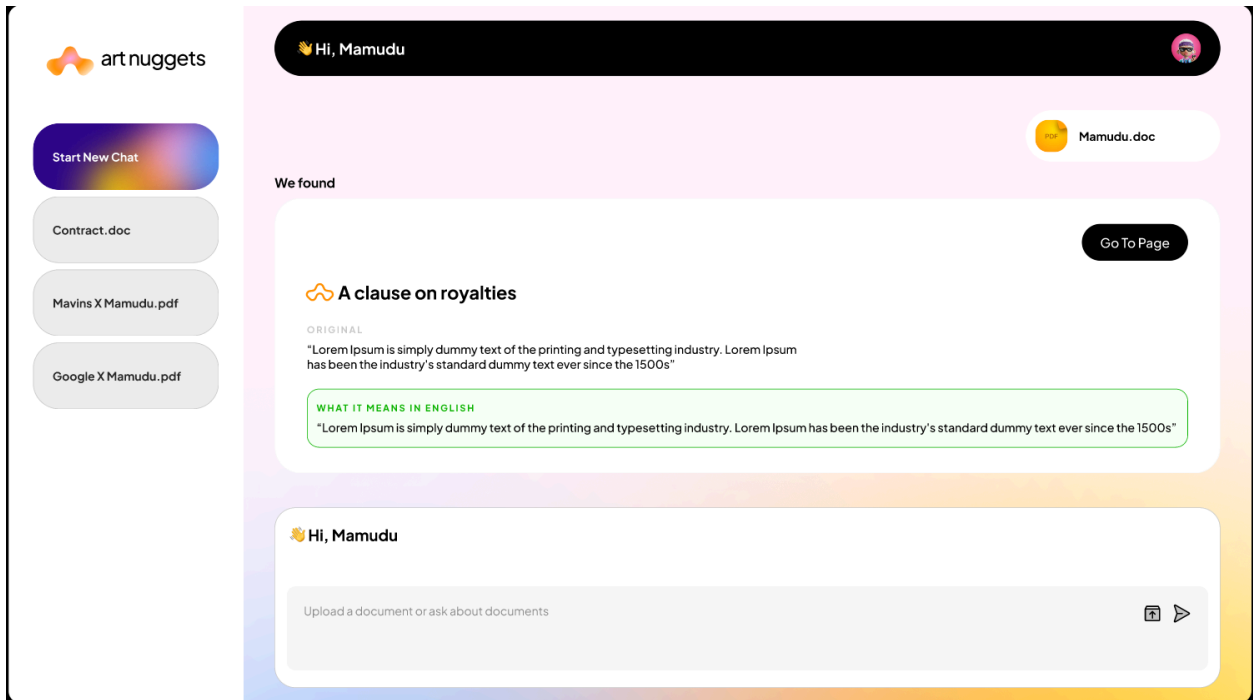 art nuggets
Start New Chat
Contract.doc
Mavins X Mamudu.pdf
Google X Mamudu.pdf
👋Hi, Mamudu
PDF
Mamudu.doc
We found
Go To Page
A clause on royalties
ORIGINAL
“Lorem Ipsum is simply dummy text of the printing and typesetting industry. Lorem Ipsum
has been the industry's standard dummy text ever since the 1500s”
WHAT IT MEANS IN ENGLISH
“Lorem Ipsum is simply dummy text of the printing and typesetting industry. Lorem Ipsum has been the industry's standard dummy text ever since the 1500s”
👋Hi, Mamudu
Upload a document or ask about documents